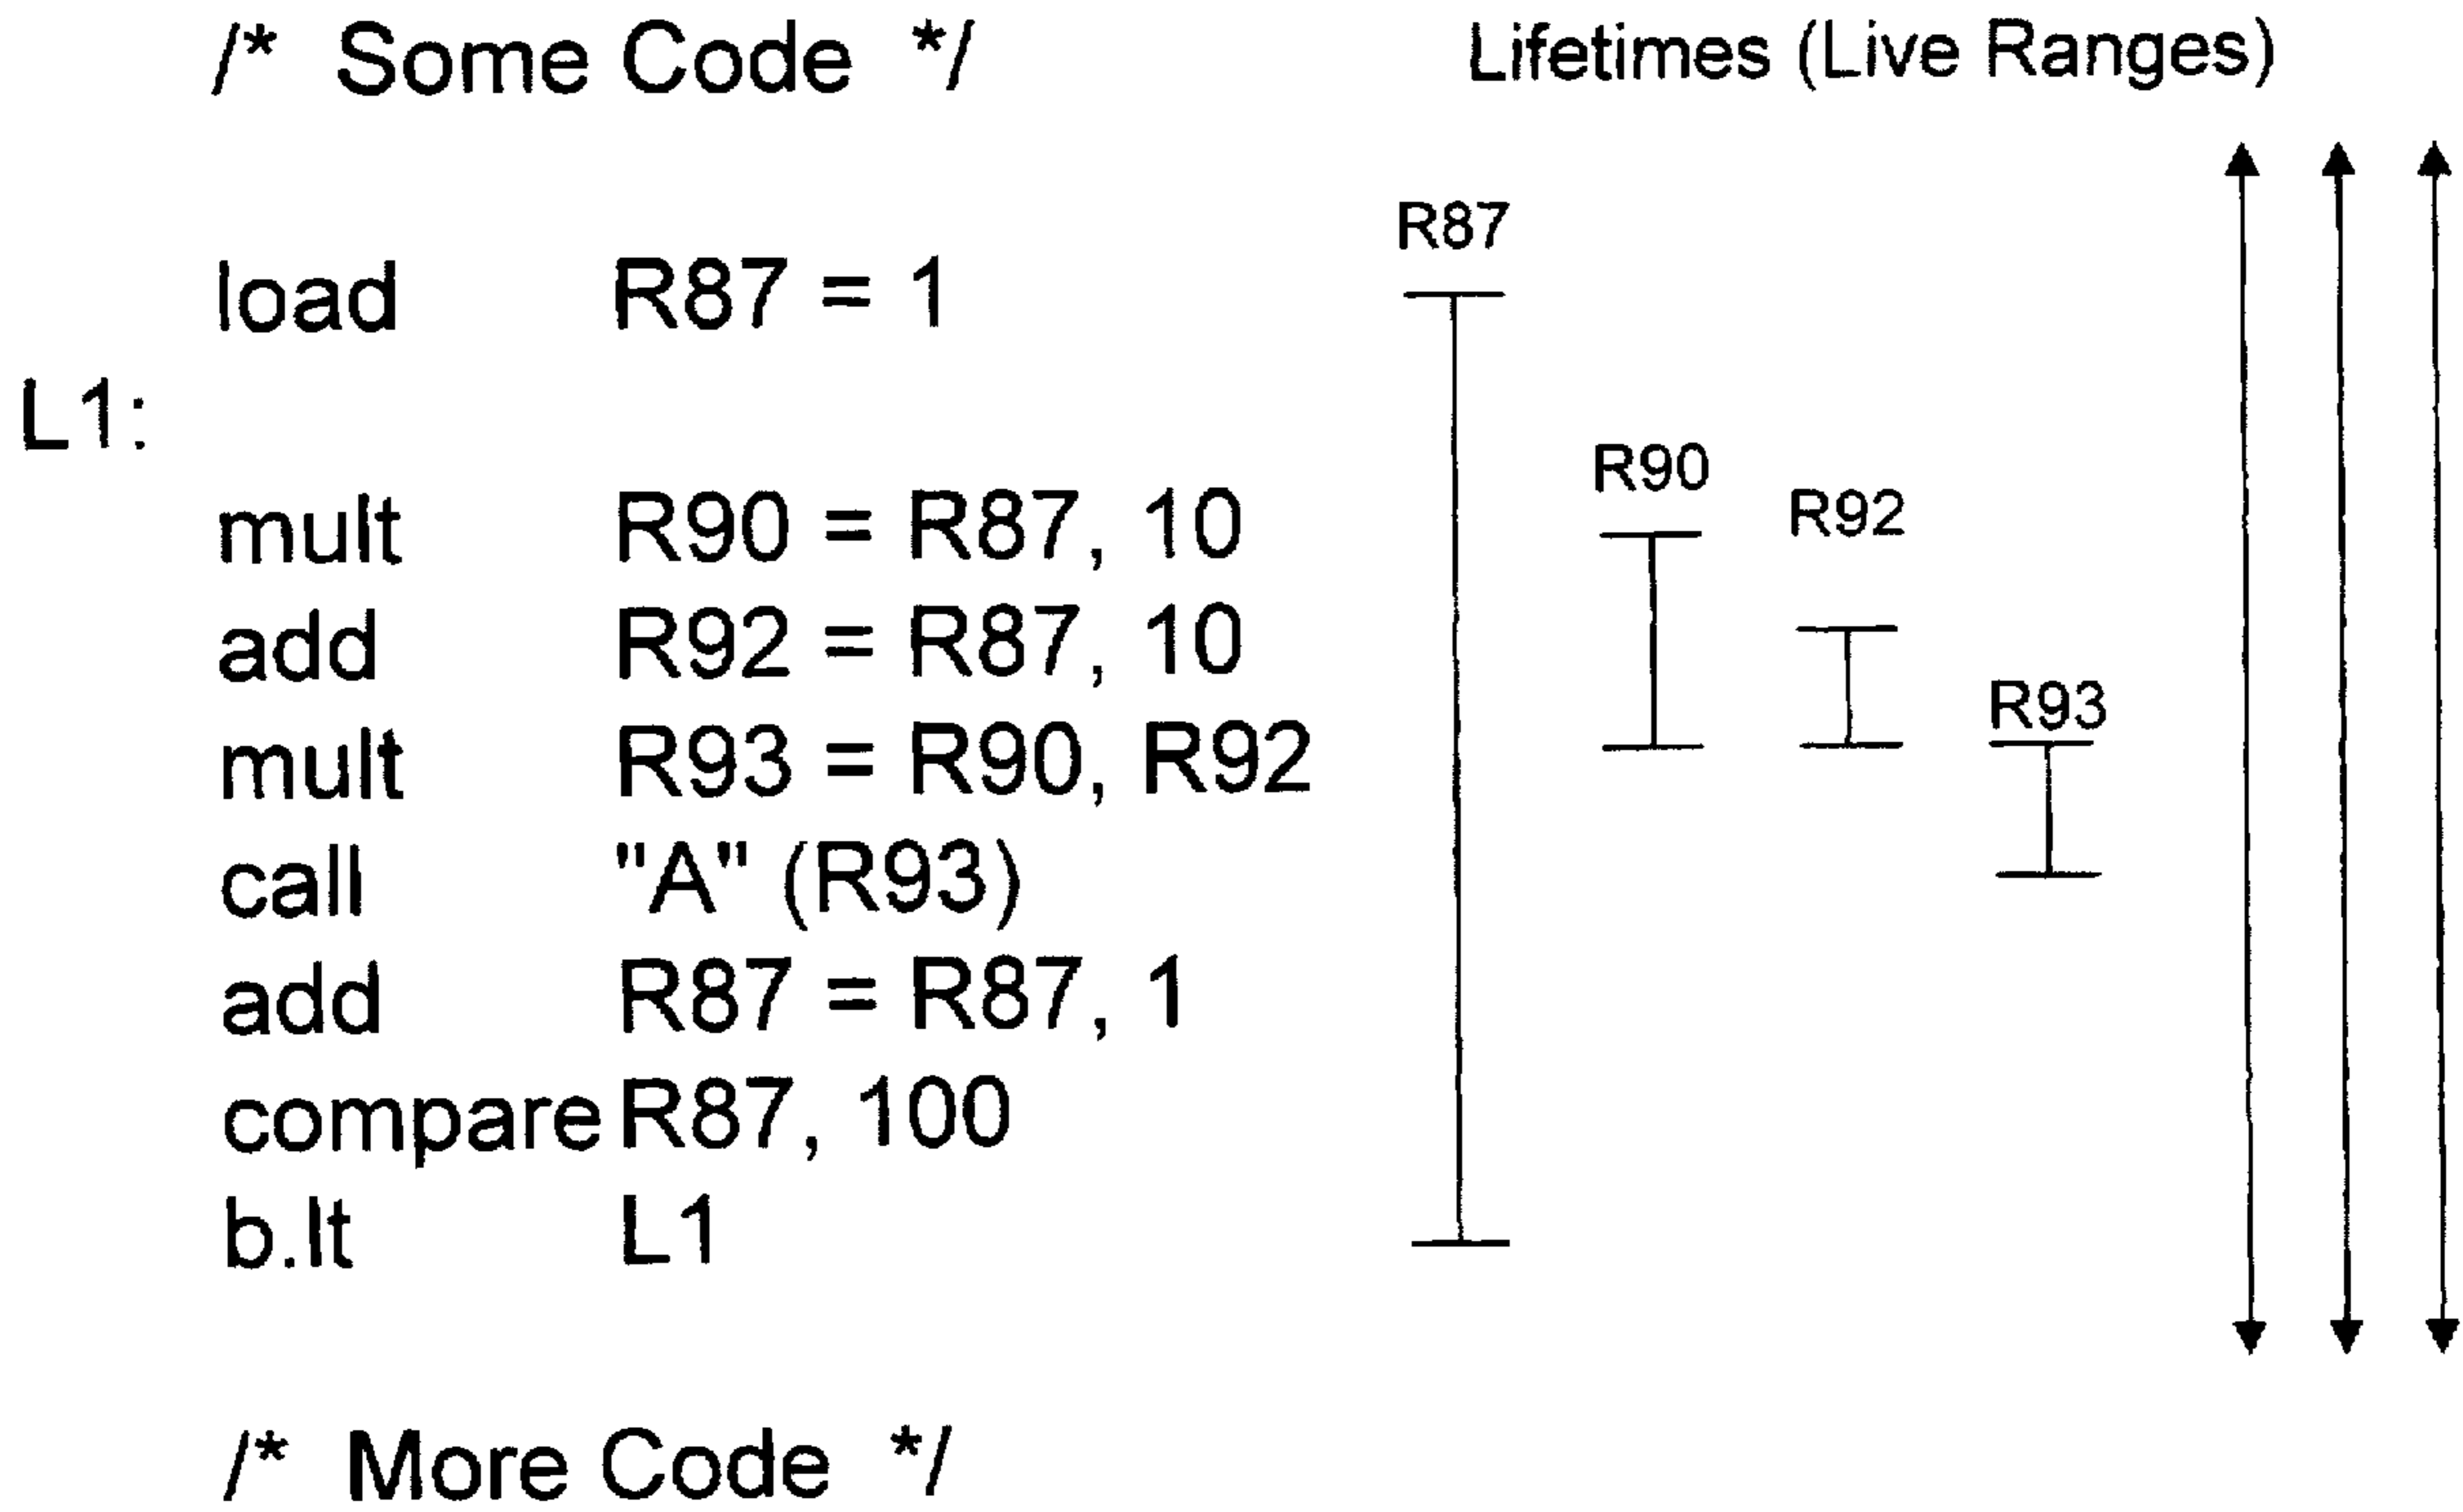 /* Some Code */ Lifetimes (Live Ranges)
R87
load R87 = 1
L1:
R90
R92
mult R90 = R87, 10
add R92 = R87, 10
R93
mult R93 = R90, R92
call "A" (R93)
add R87 = R87, 1
compare R87, 100
b.lt L1
/* More Code */